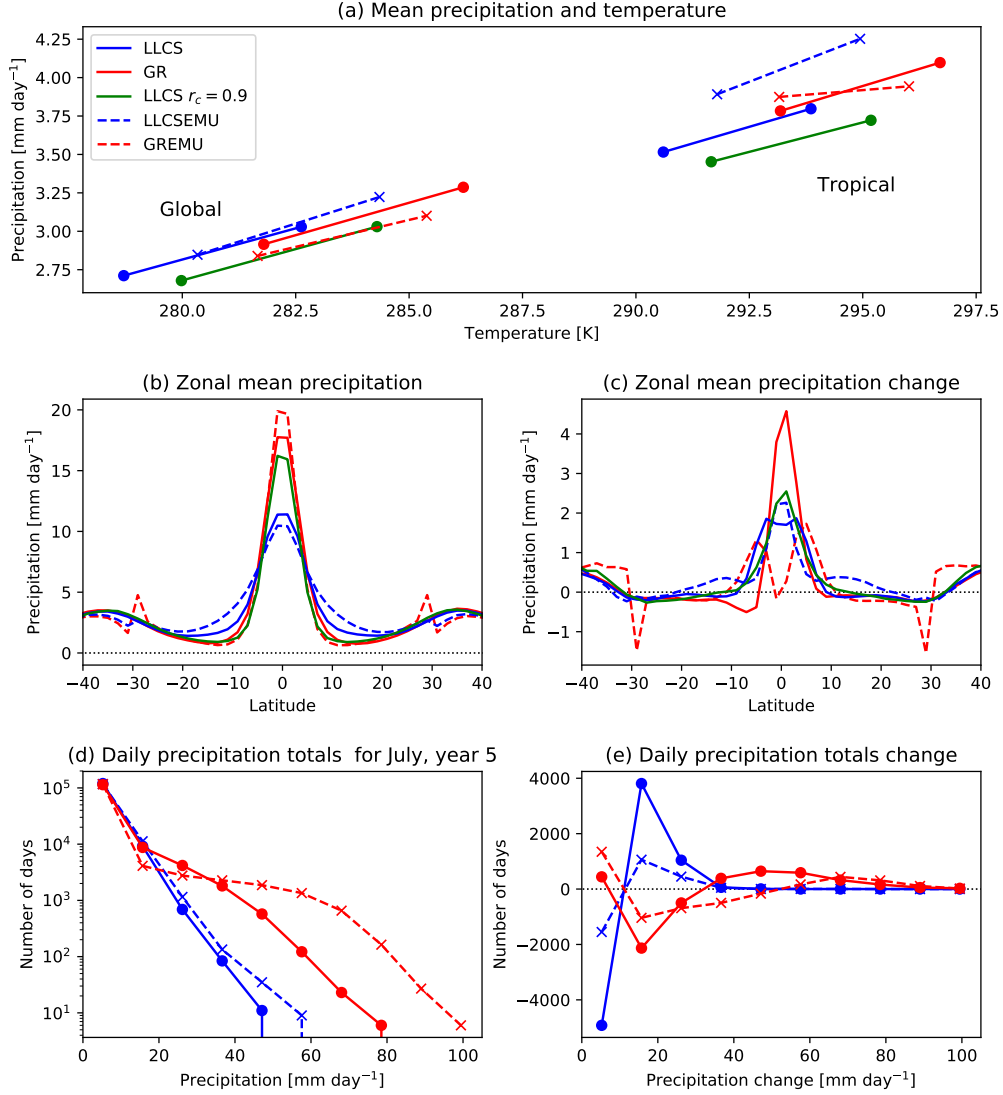 (a) Mean precipitation and temperature
Precipitation [mm day⁻¹]
4.25
4.00
3.75
3.50
3.25
3.00
2.75
LLCS
GR
LLCS r_c = 0.9
LLCSEMU
GREMU
Global
Tropical
280.0 282.5 285.0 287.5 290.0 292.5 295.0 297.5
Temperature [K]
(b) Zonal mean precipitation
Precipitation [mm day⁻¹]
20
15
10
5
0
−40 −30 −20 −10 0 10 20 30 40
Latitude
(c) Zonal mean precipitation change
Precipitation [mm day⁻¹]
4
3
2
1
0
−1
−40 −30 −20 −10 0 10 20 30 40
Latitude
(d) Daily precipitation totals  for July, year 5
Number of days
10⁵
10⁴
10³
10²
10¹
0 20 40 60 80 100
Precipitation [mm day⁻¹]
(e) Daily precipitation totals change
Number of days
4000
2000
0
−2000
−4000
0 20 40 60 80 100
Precipitation change [mm day⁻¹]